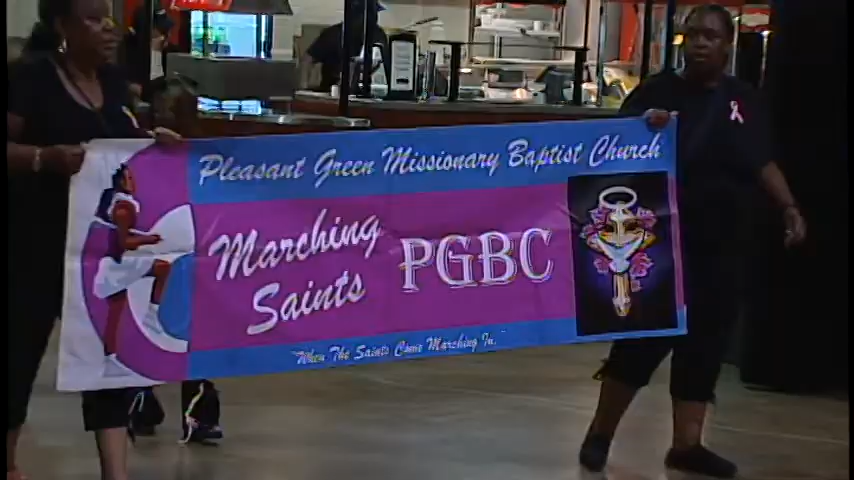 Pleasant Green Missionary Baptist Church
Marching
Saints
PGBC
"When The Saints Come Marching In."